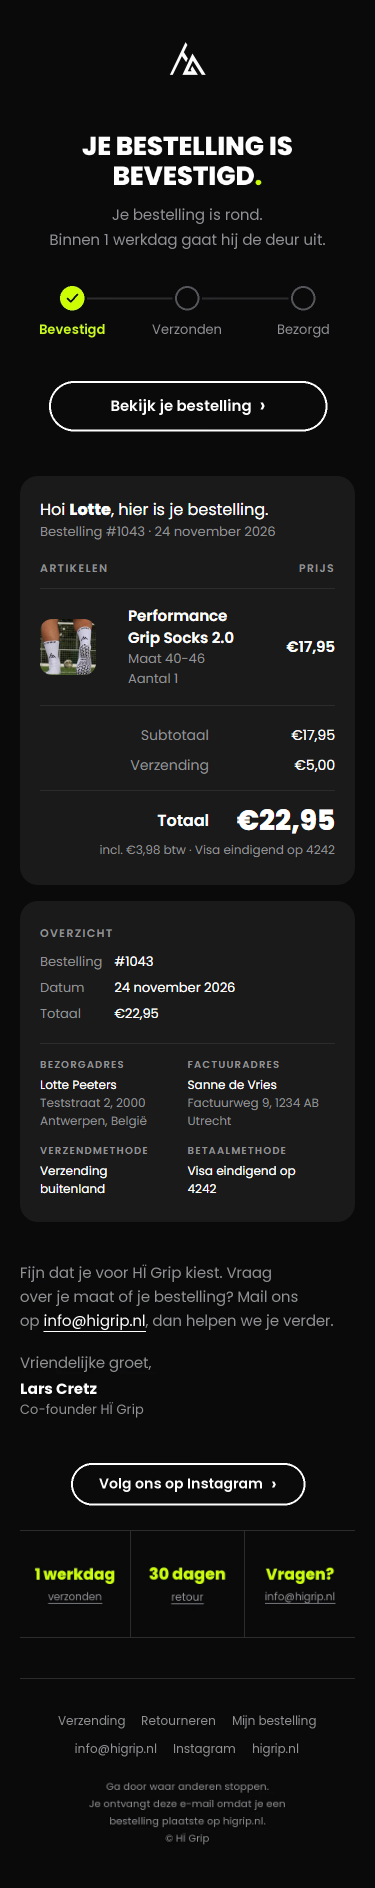 JE BESTELLING IS
BEVESTIGD.
Je bestelling is rond.
Binnen 1 werkdag gaat hij de deur uit.
Bevestigd Verzonden Bezorgd
Bekijk je bestelling ›
Hoi Lotte, hier is je bestelling.
Bestelling #1043 · 24 november 2026
ARTIKELEN PRIJS
Performance
Grip Socks 2.0
Maat 40-46
Aantal 1
€17,95
Subtotaal €17,95
Verzending €5,00
Totaal €22,95
incl. €3,98 btw · Visa eindigend op 4242
OVERZICHT
Bestelling #1043
Datum 24 november 2026
Totaal €22,95
BEZORGADRES
Lotte Peeters
Teststraat 2, 2000
Antwerpen, België
FACTUURADRES
Sanne de Vries
Factuurweg 9, 1234 AB
Utrecht
VERZENDMETHODE
Verzending
buitenland
BETAALMETHODE
Visa eindigend op
4242
Fijn dat je voor HÏ Grip kiest. Vraag
over je maat of je bestelling? Mail ons
op info@higrip.nl, dan helpen we je verder.
Vriendelijke groet,
Lars Cretz
Co-founder HÏ Grip
Volg ons op Instagram ›
1 werkdag
verzonden
30 dagen
retour
Vragen?
info@higrip.nl
Verzending Retourneren Mijn bestelling
info@higrip.nl Instagram higrip.nl
Ga door waar anderen stoppen.
Je ontvangt deze e-mail omdat je een
bestelling plaatste op higrip.nl.
© HÏ Grip